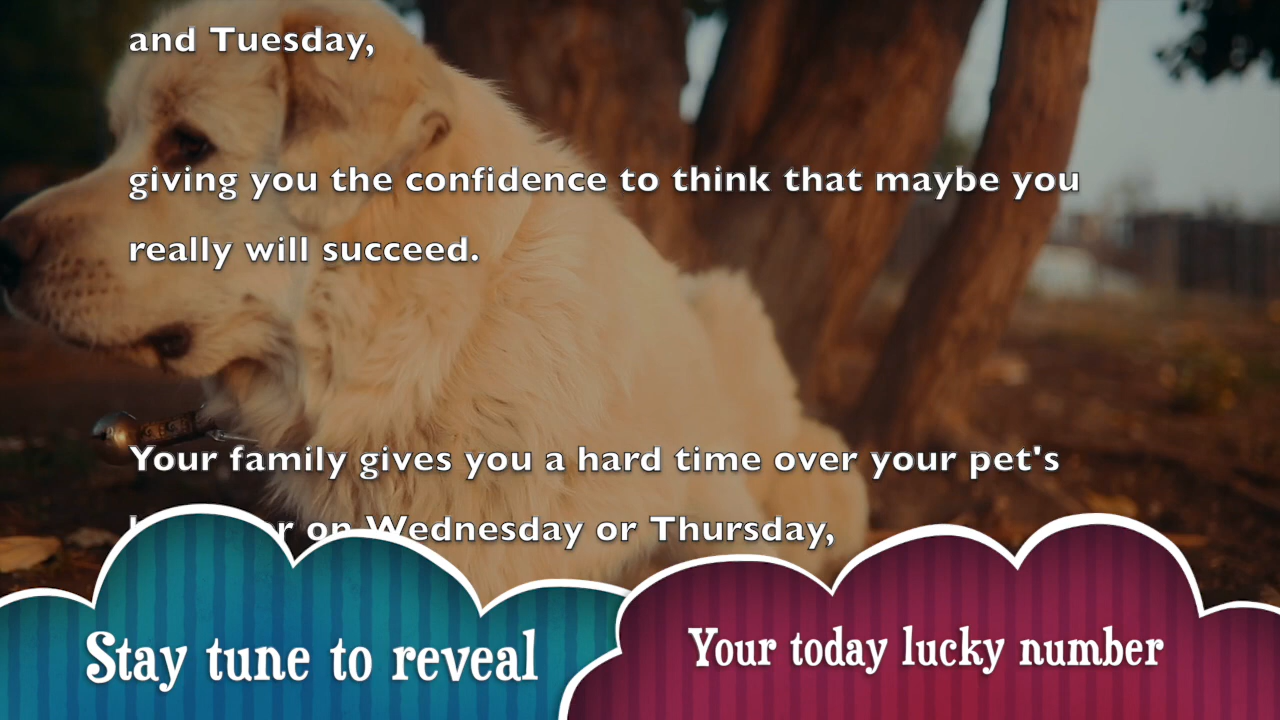 and Tuesday,
giving you the confidence to think that maybe you
really will succeed.
Your family gives you a hard time over your pet's
on Wednesday or Thursday,
Stay tune to reveal
Your today lucky number